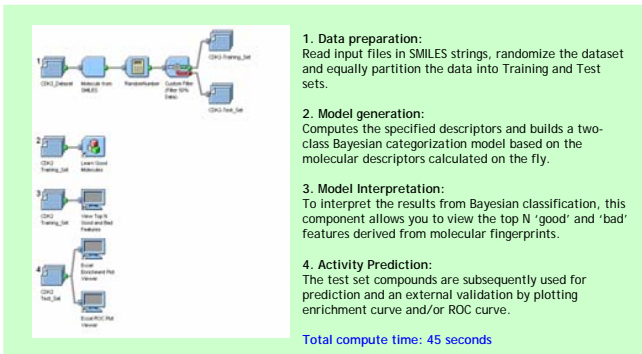 1
CDK2_Dataset
Molecule from
SMILES
RandomNumber
Custom Filter
(Filter 50%
Data)
CDK2-Training_Set
CDK2-Test_Set
2
CDK2
Training_Set
Learn Good
Molecules
3
CDK2
Training_Set
View Top N
Good and Bad
Features
4
CDK2
Test_Set
Excel
Enrichment Plot
Viewer
Excel ROC Plot
Viewer
1. Data preparation:
Read input files in SMILES strings, randomize the dataset
and equally partition the data into Training and Test
sets.
2. Model generation:
Computes the specified descriptors and builds a two-
class Bayesian categorization model based on the
molecular descriptors calculated on the fly.
3. Model Interpretation:
To interpret the results from Bayesian classification, this
component allows you to view the top N ‘good’ and ‘bad’
features derived from molecular fingerprints.
4. Activity Prediction:
The test set compounds are subsequently used for
prediction and an external validation by plotting
enrichment curve and/or ROC curve.
Total compute time: 45 seconds